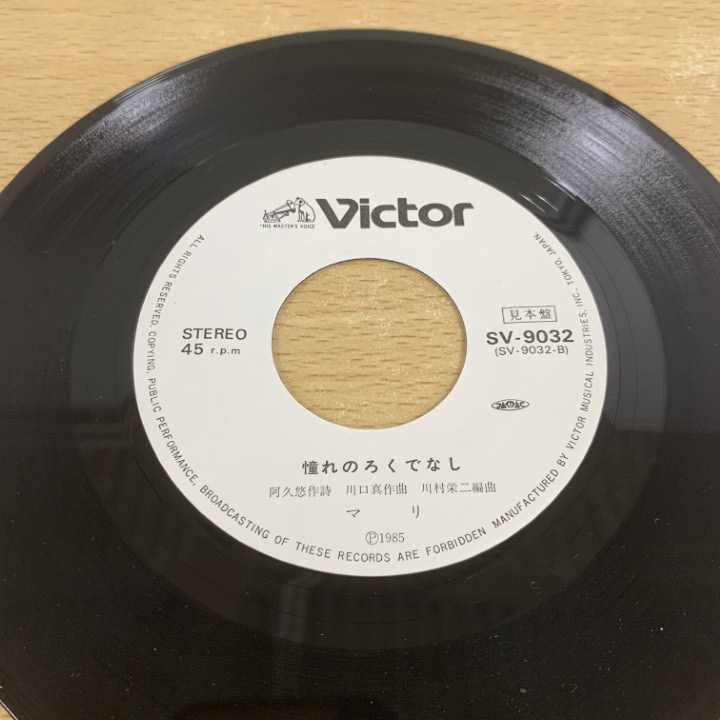 "HIS MASTER'S VOICE"
Victor
STEREO
45 r.p.m
見本盤
SV-9032
(SV-9032-B)
JASRAC
憧れのろくでなし
阿久悠作詩 川口真作曲 川村栄二編曲
マリ
Ⓟ1985
ALL RIGHTS RESERVED. COPYING, PUBLIC PERFORMANCE, BROADCASTING OF THESE RECORDS ARE FORBIDDEN MANUFACTURED BY VICTOR MUSICAL INDUSTRIES INC., TOKYO, JAPAN.